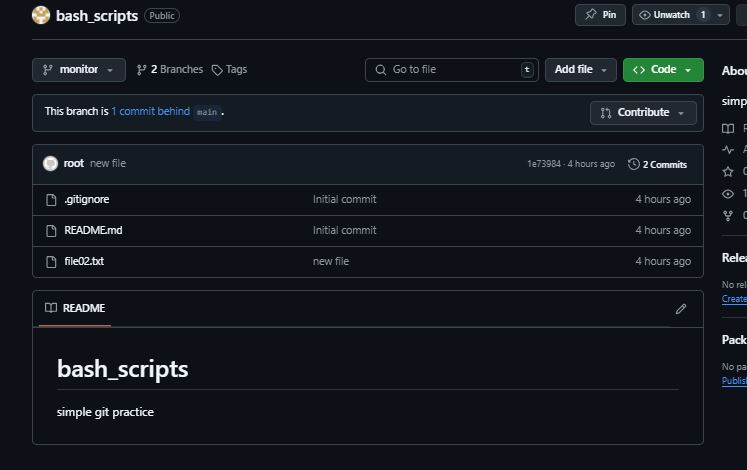 bash_scripts Public Pin Unwatch 1
monitor 2 Branches Tags Go to file t Add file Code
This branch is 1 commit behind main .
Contribute
root new file 1e73984 · 4 hours ago 2 Commits
.gitignore Initial commit 4 hours ago
README.md Initial commit 4 hours ago
file02.txt new file 4 hours ago
README
bash_scripts
simple git practice
Abou
simp
R
A
0
1
0
Relea
No rel
Create
Pack
No pa
Publis